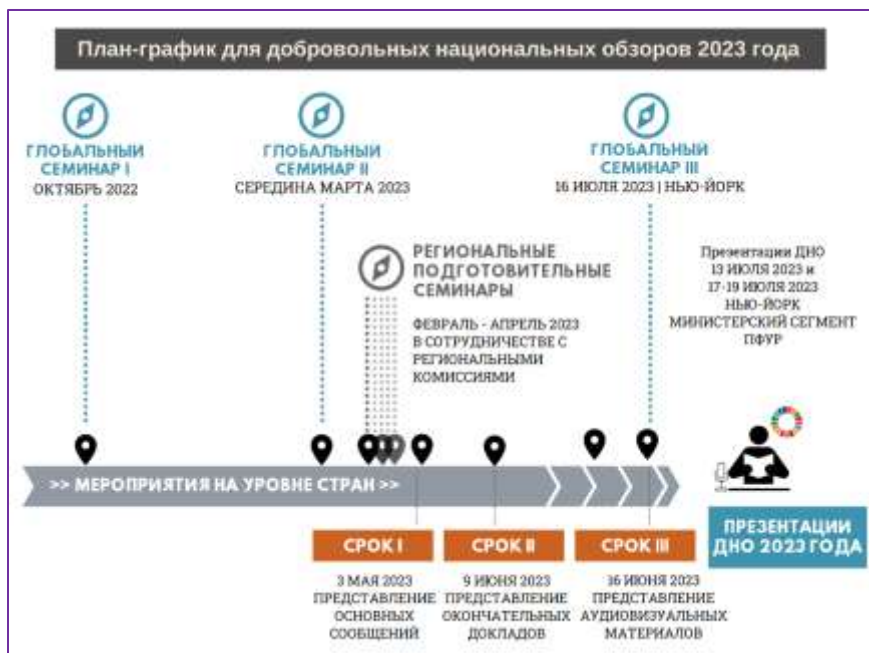 План-график для добровольных национальных обзоров 2023 года
ГЛОБАЛЬНЫЙ
СЕМИНАР I
ОКТЯБРЬ 2022
ГЛОБАЛЬНЫЙ
СЕМИНАР II
СЕРЕДИНА МАРТА 2023
ГЛОБАЛЬНЫЙ
СЕМИНАР III
16 ИЮЛЯ 2023 | НЬЮ-ЙОРК
РЕГИОНАЛЬНЫЕ
ПОДГОТОВИТЕЛЬНЫЕ
СЕМИНАРЫ
ФЕВРАЛЬ - АПРЕЛЬ 2023
В СОТРУДНИЧЕСТВЕ С
РЕГИОНАЛЬНЫМИ
КОМИССИЯМИ
Презентации ДНО
13 ИЮЛЯ 2023 и
17-19 ИЮЛЯ 2023
НЬЮ-ЙОРК
МИНИСТЕРСКИЙ СЕГМЕНТ
ПФУР
>> МЕРОПРИЯТИЯ НА УРОВНЕ СТРАН >>
СРОК I
3 МАЯ 2023
ПРЕДСТАВЛЕНИЕ
ОСНОВНЫХ
СООБЩЕНИЙ
СРОК II
9 ИЮНЯ 2023
ПРЕДСТАВЛЕНИЕ
ОКОНЧАТЕЛЬНЫХ
ДОКЛАДОВ
СРОК III
16 ИЮНЯ 2023
ПРЕДСТАВЛЕНИЕ
АУДИОВИЗУАЛЬНЫХ
МАТЕРИАЛОВ
ПРЕЗЕНТАЦИИ
ДНО 2023 ГОДА